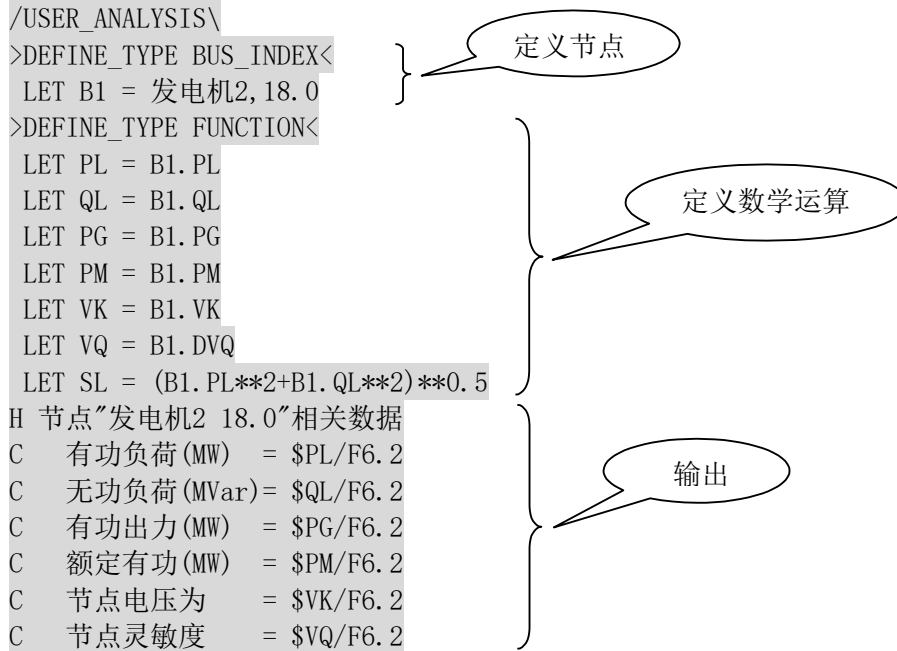 /USER_ANALYSIS\
>DEFINE_TYPE BUS_INDEX<
LET B1 = 发电机2,18.0
定义节点
>DEFINE_TYPE FUNCTION<
LET PL = B1.PL
LET QL = B1.QL
LET PG = B1.PG
LET PM = B1.PM
LET VK = B1.VK
LET VQ = B1.DVQ
LET SL = (B1.PL**2+B1.QL**2)**0.5
定义数学运算
H 节点"发电机2 18.0"相关数据
C 有功负荷(MW) = $PL/F6.2
C 无功负荷(MVar)= $QL/F6.2
C 有功出力(MW) = $PG/F6.2
C 额定有功(MW) = $PM/F6.2
C 节点电压为 = $VK/F6.2
C 节点灵敏度 = $VQ/F6.2
输出